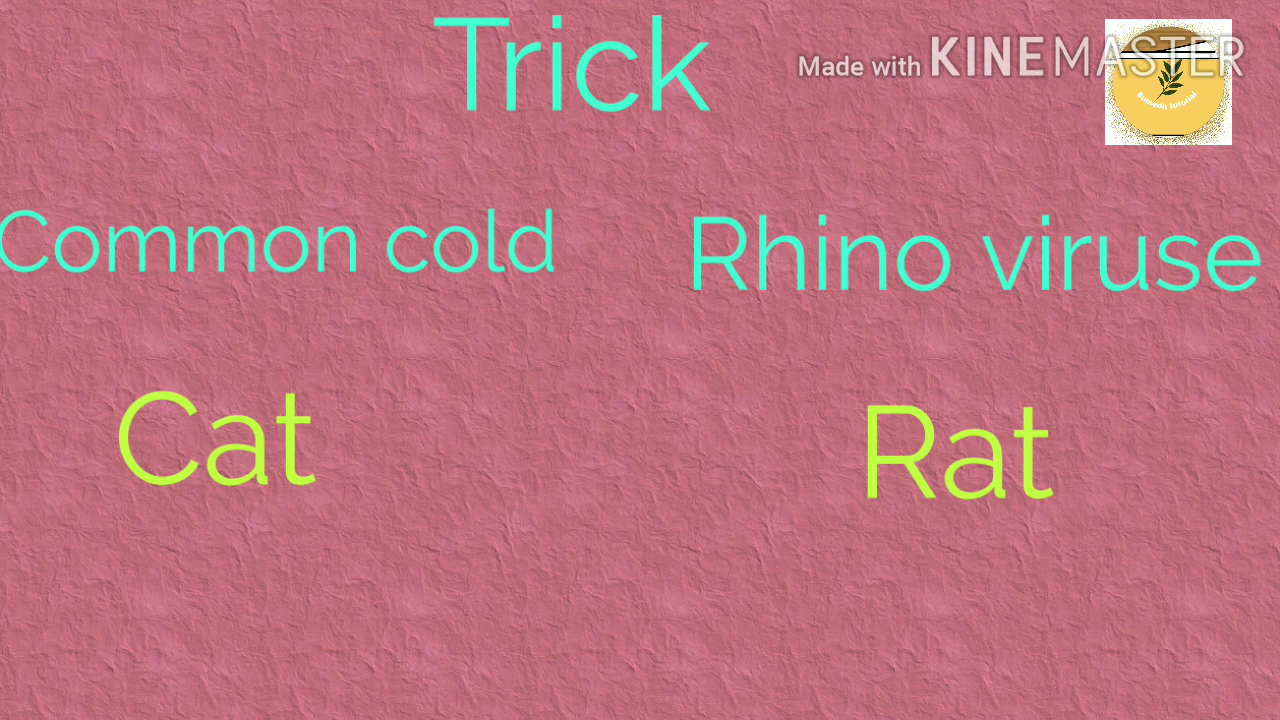 Trick
Made with KINEMASTER
Common cold
Rhino viruse
Cat
Rat